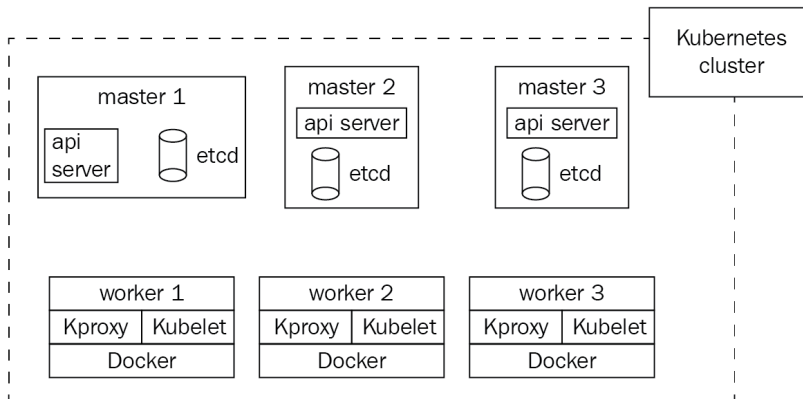 Kubernetes
cluster
master 1
api
server
etcd
master 2
api server
etcd
master 3
api server
etcd
worker 1
Kproxy
Kubelet
Docker
worker 2
Kproxy
Kubelet
Docker
worker 3
Kproxy
Kubelet
Docker